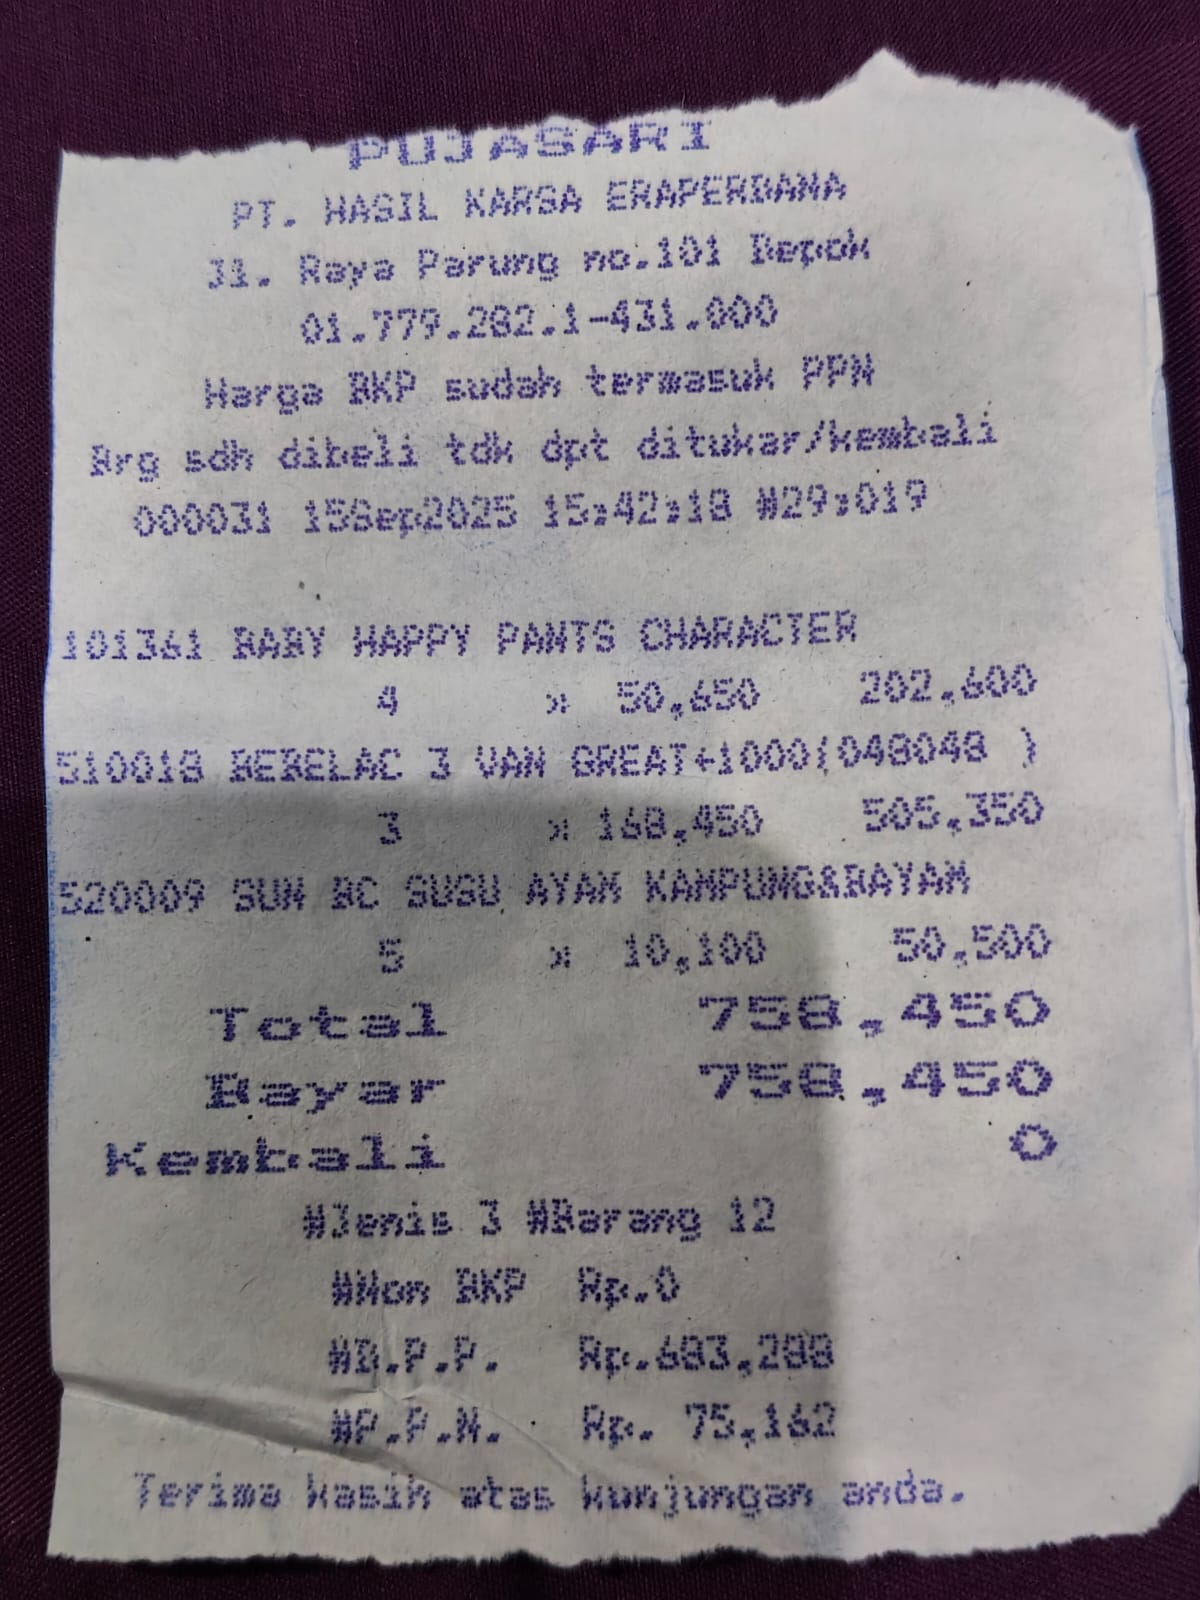 PUJASARI
PT. HASIL KARSA ERAPERDANA
Jl. Raya Parung no.101 Depok
01.779.282.1-431.000
Harga BKP sudah termasuk PPN
Brg sdh dibeli tdk dpt ditukar/kembali
000031 15Sep2025 15:42:18 #29:019
101361 BABY HAPPY PANTS CHARACTER
4 x 50,650 202,600
510018 BEBELAC 3 VAN GREAT+1000(048048 )
3 x 168,450 505,350
520009 SUN BC SUSU AYAM KAMPUNG&BAYAM
5 x 10,100 50,500
Total 758,450
Bayar 758,450
Kembali 0
#Jenis 3 #Barang 12
#Non BKP Rp.0
#D.P.P. Rp.683,288
#P.P.N. Rp. 75,162
Terima kasih atas kunjungan anda.